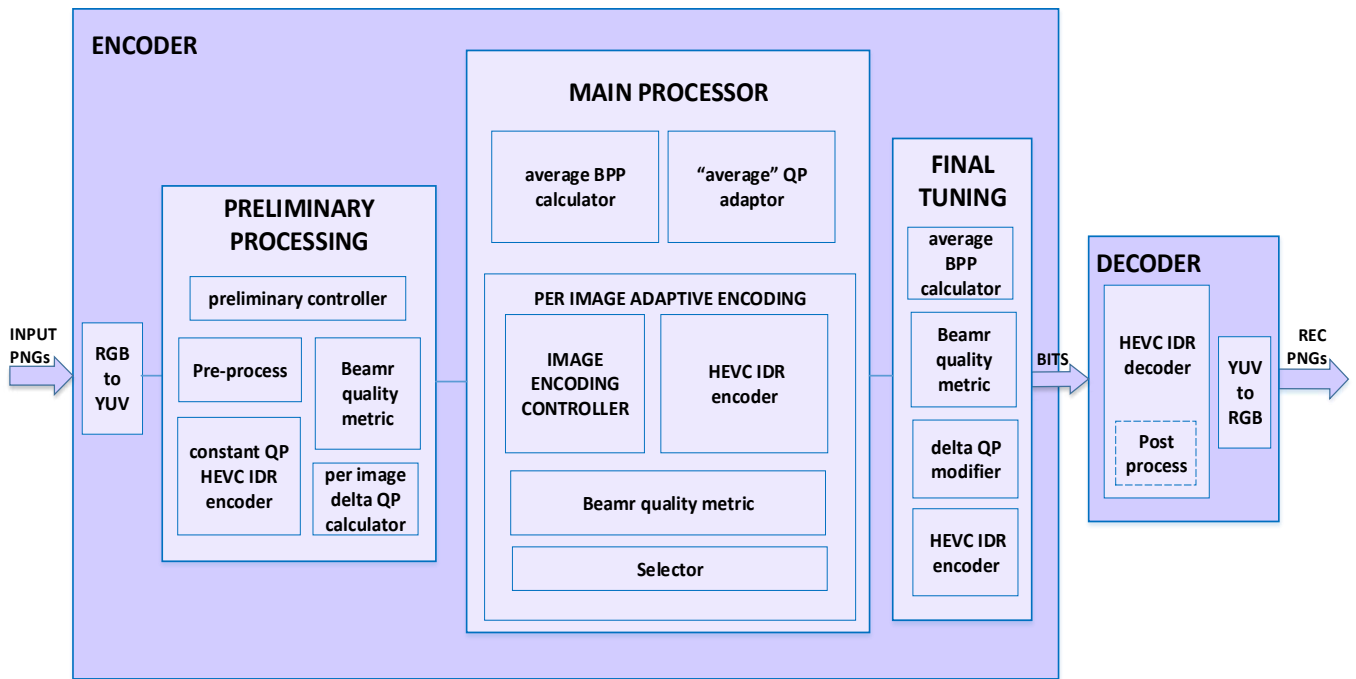 ENCODER
INPUT
PNGs
RGB
to
YUV
PRELIMINARY
PROCESSING
preliminary controller
Pre-process
Beamr
quality
metric
constant QP
HEVC IDR
encoder
per image
delta QP
calculator
MAIN PROCESSOR
average BPP
calculator
“average” QP
adaptor
PER IMAGE ADAPTIVE ENCODING
IMAGE
ENCODING
CONTROLLER
HEVC IDR
encoder
Beamr quality metric
Selector
FINAL
TUNING
average
BPP
calculator
Beamr
quality
metric
delta QP
modifier
HEVC IDR
encoder
BITS
DECODER
HEVC IDR
decoder
Post
process
YUV
to
RGB
REC
PNGs